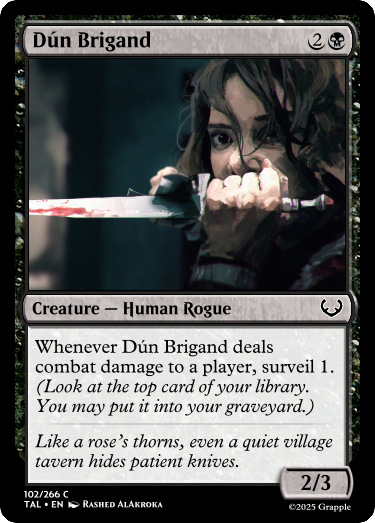 Dún Brigand 2
Creature — Human Rogue
Whenever Dún Brigand deals
combat damage to a player, surveil 1.
(Look at the top card of your library.
You may put it into your graveyard.)
Like a rose's thorns, even a quiet village
tavern hides patient knives.
2/3
102/266 C
TAL • EN Rashed AlAkroka
©2025 Grapple